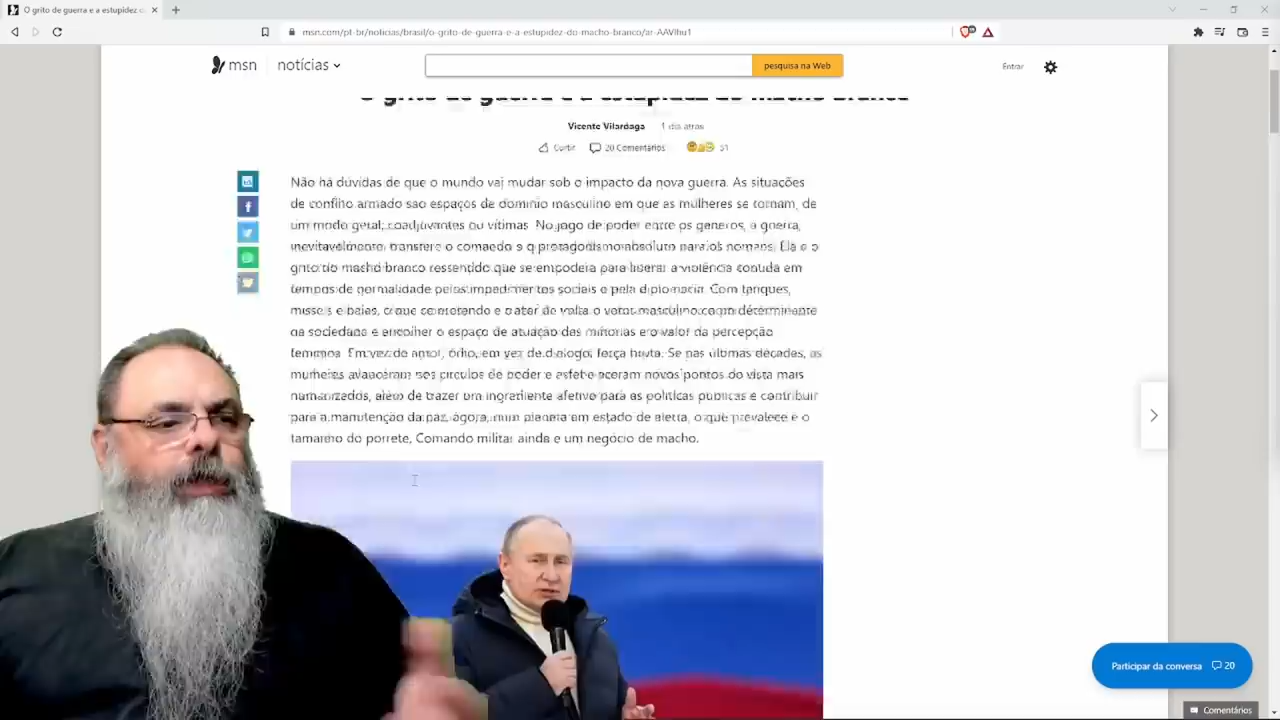 O grito de guerra e a estupidez d
msn.com/pt-br/noticias/brasil/o-grito-de-guerra-e-a-estupidez-do-macho-branco/ar-AAVlhu1
msn notícias
pesquisa na Web
Entrar
O grito de guerra e a estupidez do macho branco
Vicente Vilardaga 1 dia atrás
Curtir 20 Comentários 51
Não há dúvidas de que o mundo vai mudar sob o impacto da nova guerra. As situações
de conflito armado são espaços de domínio masculino em que as mulheres se tornam, de
um modo geral, coadjuvantes ou vítimas. No jogo de poder entre os gêneros, a guerra,
inevitavelmente transfere o comando e o protagonismo absoluto para os homens. Ela é o
grito do macho branco ressentido que se empodera para liberar a violência contida em
tempos de normalidade pelos impedimentos sociais e pela diplomacia. Com tanques,
mísseis e balas, o que se pretende é trazer de volta o vetor masculino como determinante
na sociedade e encolher o espaço de atuação das minorias e o valor da percepção
feminina. Em vez de amor, ódio, em vez de diálogo, força bruta. Se nas últimas décadas, as
mulheres avançaram nos círculos de poder e estabeleceram novos pontos de vista mais
humanizados, além de trazer um ingrediente afetivo para as políticas públicas e contribuir
para a manutenção da paz, agora, num planeta em estado de alerta, o que prevalece é o
tamanho do porrete. Comando militar ainda é um negócio de macho.
Participar da conversa 20
Comentários